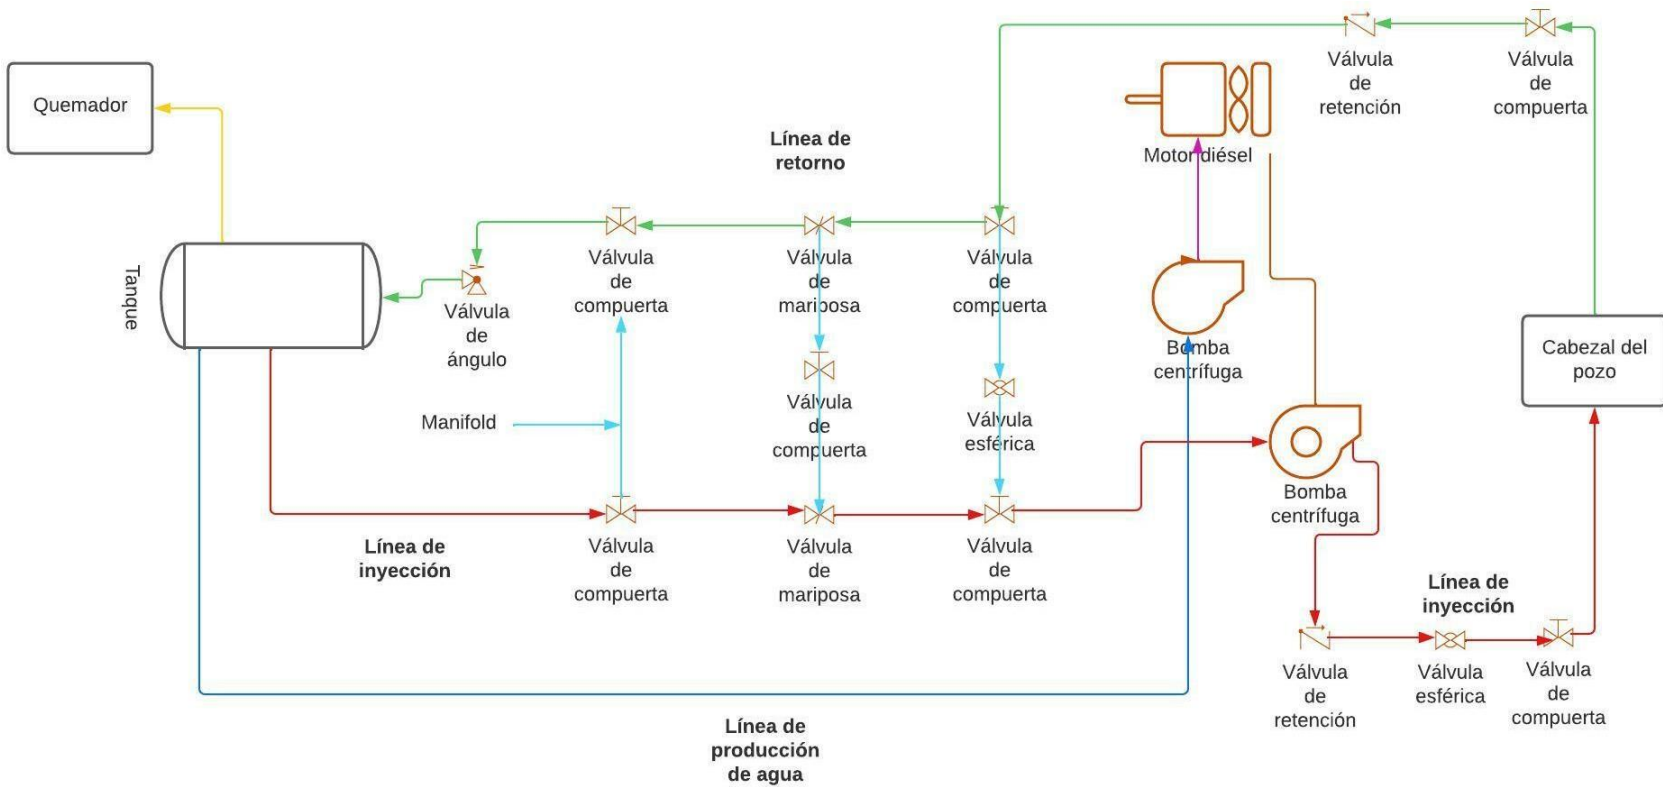 Quemador
Válvula
de
retención
Válvula
de
compuerta
Motor diésel
Línea de
retorno
Tanque
Válvula
de
ángulo
Válvula
de
compuerta
Válvula
de
mariposa
Válvula
de
compuerta
Bomba
centrífuga
Cabezal del
pozo
Manifold
Válvula
de
compuerta
Válvula
esférica
Bomba
centrífuga
Línea de
inyección
Válvula
de
compuerta
Válvula
de
mariposa
Válvula
de
compuerta
Línea de
inyección
Válvula
de
retención
Válvula
esférica
Válvula
de
compuerta
Línea de
producción
de agua